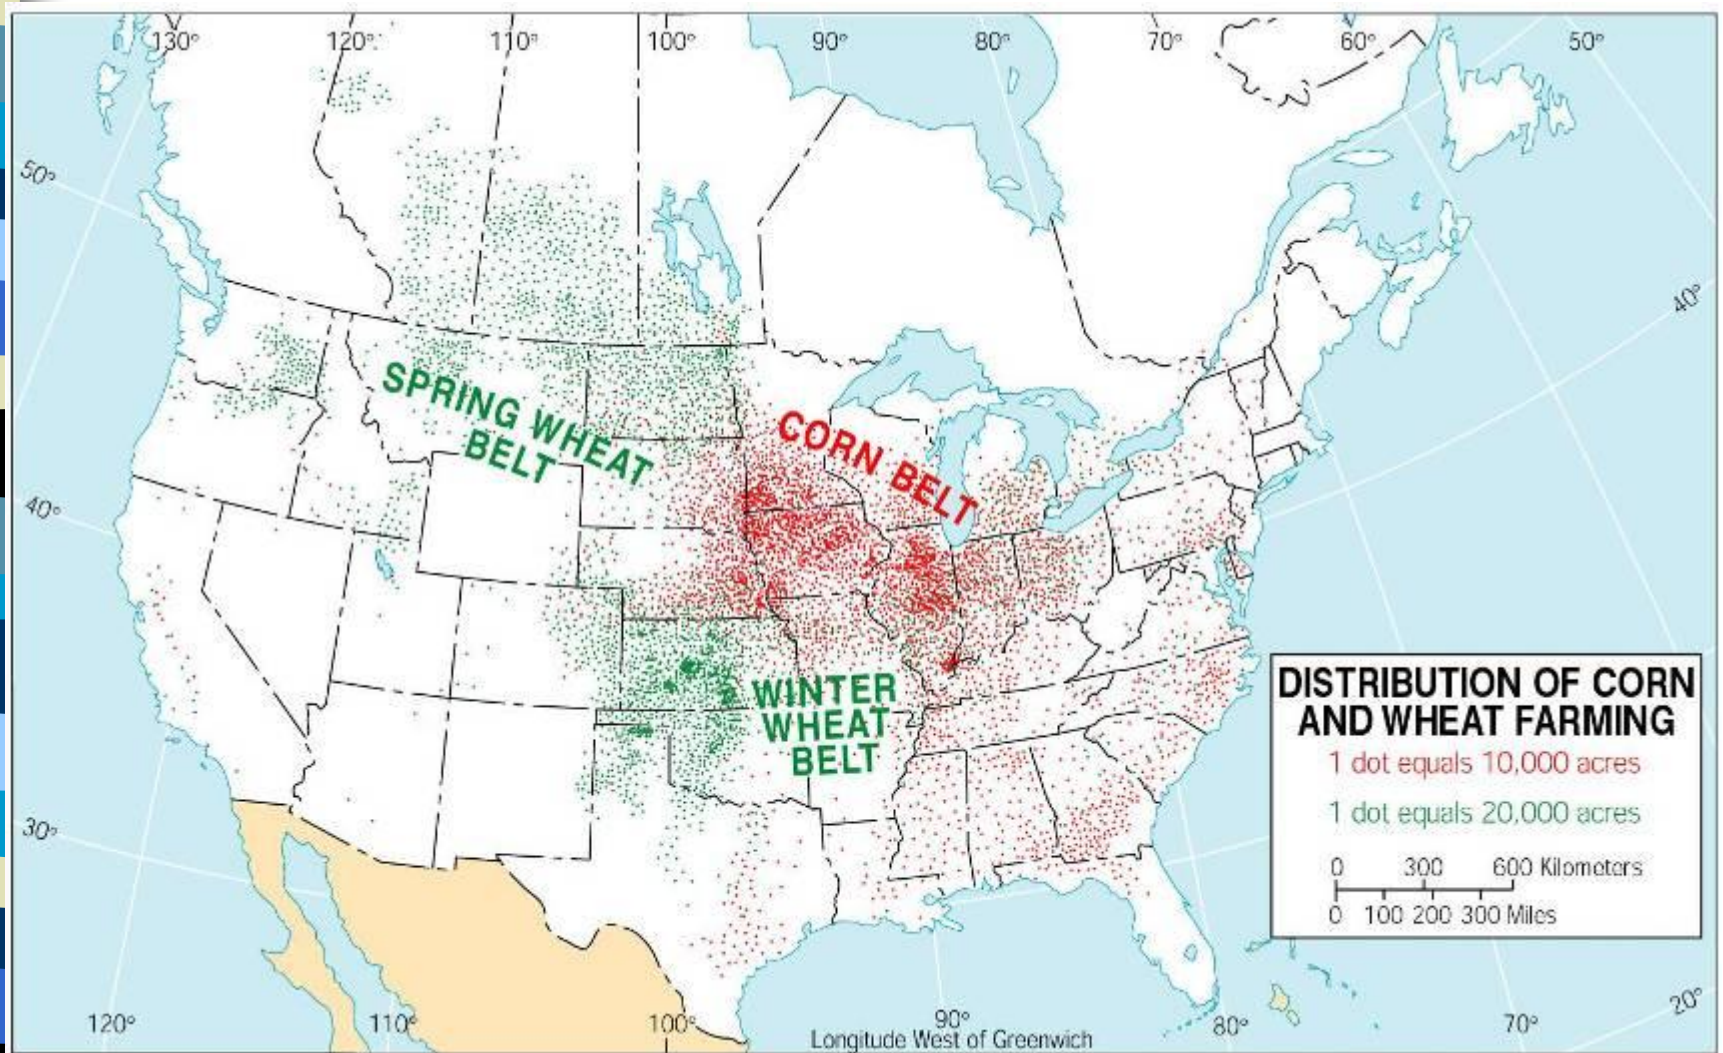 130° 120° 110° 100° 90° 80° 70° 60° 50°
50°
40°
SPRING WHEAT
BELT
CORN BELT
40°
WINTER
WHEAT
BELT
DISTRIBUTION OF CORN
AND WHEAT FARMING
1 dot equals 10,000 acres
1 dot equals 20,000 acres
0 300 600 Kilometers
0 100 200 300 Miles
30°
20°
120° 110° 100° 90° 80° 70°
Longitude West of Greenwich